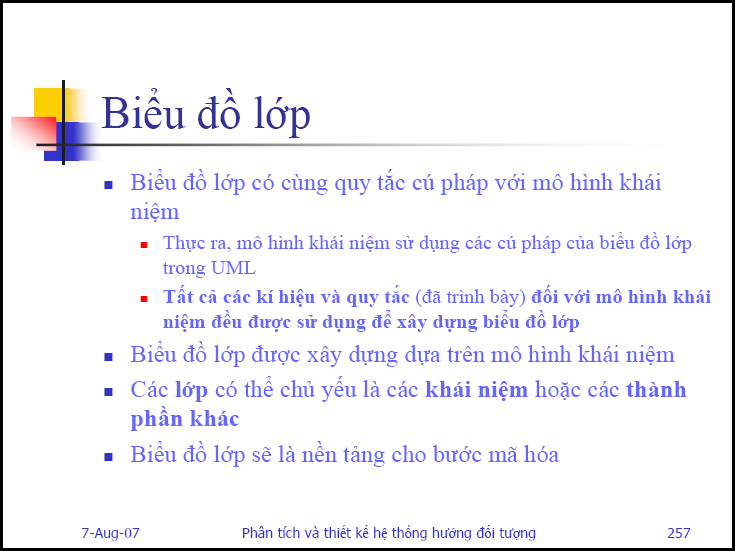 Biểu đồ lớp
Biểu đồ lớp có cùng quy tắc cú pháp với mô hình khái
niệm
Thực ra, mô hình khái niệm sử dụng các cú pháp của biểu đồ lớp
trong UML
Tất cả các kí hiệu và quy tắc (đã trình bày) đối với mô hình khái
niệm đều được sử dụng để xây dựng biểu đồ lớp
Biểu đồ lớp được xây dựng dựa trên mô hình khái niệm
Các lớp có thể chủ yếu là các khái niệm hoặc các thành
phần khác
Biểu đồ lớp sẽ là nền tảng cho bước mã hóa
7-Aug-07 Phân tích và thiết kế hệ thống hướng đối tượng 257